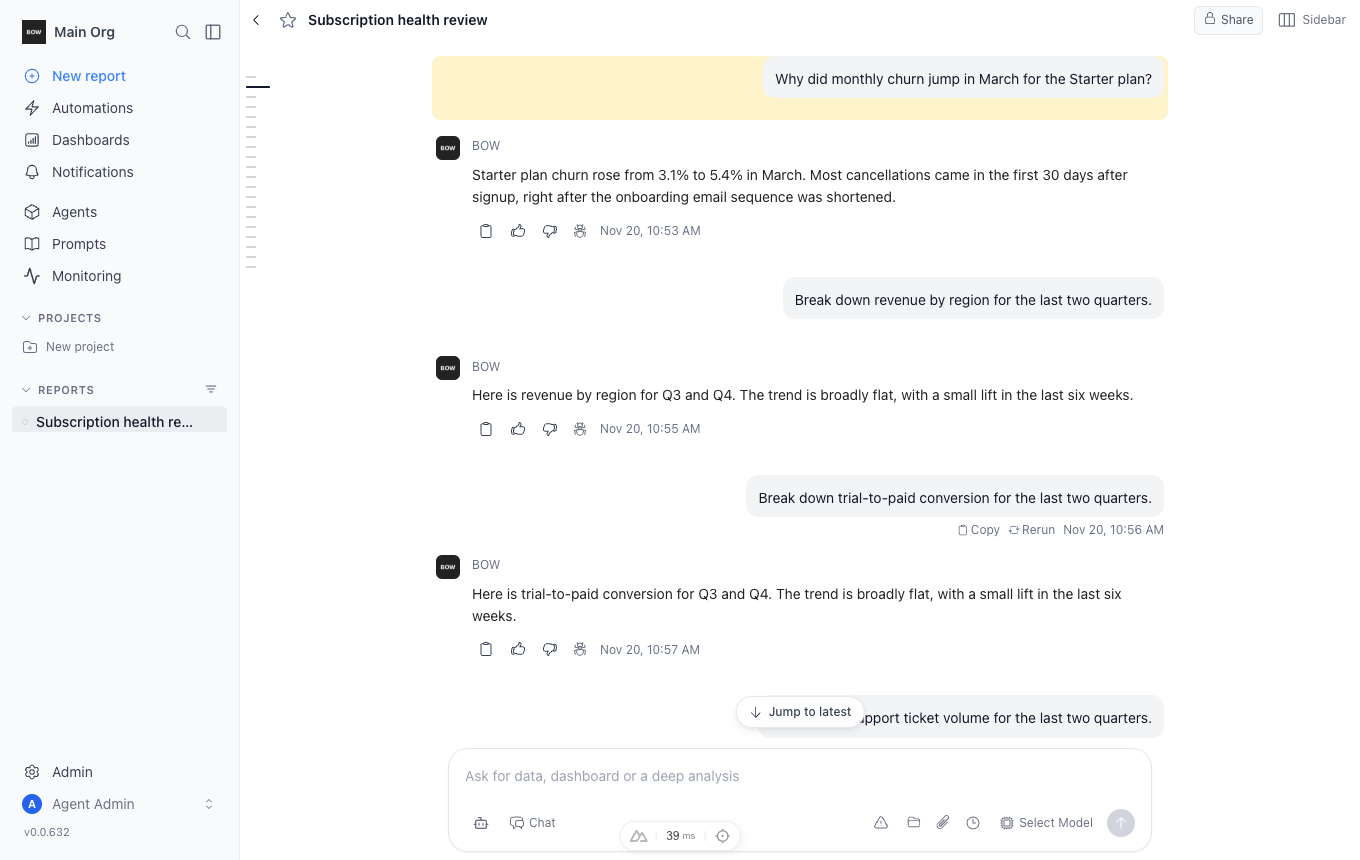 BOW
Main Org
New report
Automations
Dashboards
Notifications
Agents
Prompts
Monitoring
PROJECTS
New project
REPORTS
Subscription health re...
Admin
A
Agent Admin
v0.0.632
Subscription health review
Share
Sidebar
Why did monthly churn jump in March for the Starter plan?
BOW
BOW
Starter plan churn rose from 3.1% to 5.4% in March. Most cancellations came in the first 30 days after
signup, right after the onboarding email sequence was shortened.
Nov 20, 10:53 AM
Break down revenue by region for the last two quarters.
BOW
BOW
Here is revenue by region for Q3 and Q4. The trend is broadly flat, with a small lift in the last six weeks.
Nov 20, 10:55 AM
Break down trial-to-paid conversion for the last two quarters.
Copy
Rerun
Nov 20, 10:56 AM
BOW
BOW
Here is trial-to-paid conversion for Q3 and Q4. The trend is broadly flat, with a small lift in the last six
weeks.
Nov 20, 10:57 AM
Jump to latest
ticket volume for the last two quarters.
Ask for data, dashboard or a deep analysis
Chat
39 ms
Select Model